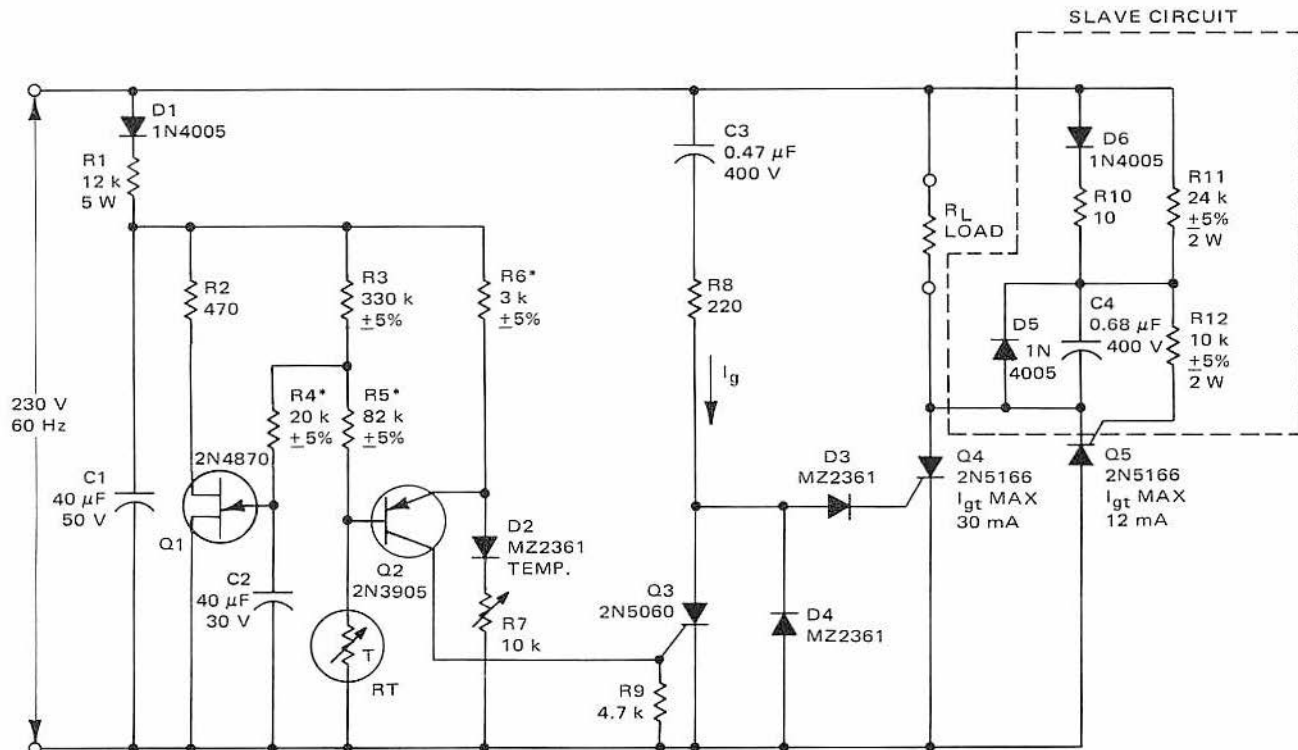 SLAVE CIRCUIT
D1
1N4005
R1
12 k
5 W
C3
0.47 µF
400 V
D6
1N4005
R10
10
R11
24 k
±5%
2 W
RL
LOAD
R2
470
R3
330 k
±5%
R6*
3 k
±5%
R8
220
D5
1N
4005
C4
0.68 µF
400 V
R12
10 k
±5%
2 W
Ig
230 V
60 Hz
R4*
20 k
±5%
R5*
82 k
±5%
2N4870
Q1
C1
40 µF
50 V
C2
40 µF
30 V
Q2
2N3905
D2
MZ2361
TEMP.
R7
10 k
T
RT
D3
MZ2361
Q4
2N5166
Igt MAX
30 mA
Q5
2N5166
Igt MAX
12 mA
Q3
2N5060
D4
MZ2361
R9
4.7 k